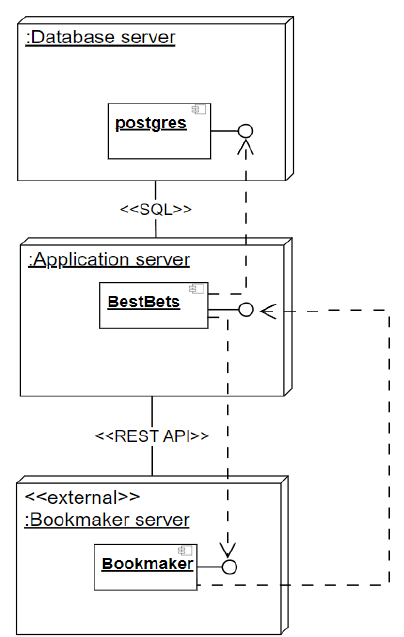 :Database server
postgres
<<SQL>>
:Application server
BestBets
<<REST API>>
<<external>>
:Bookmaker server
Bookmaker